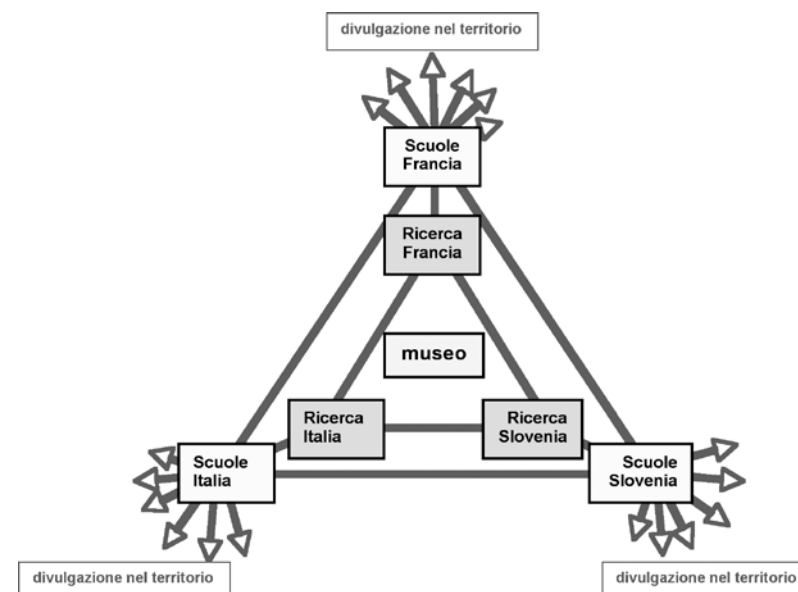 divulgazione nel territorio
Scuole
Francia
Ricerca
Francia
museo
Ricerca
Italia
Ricerca
Slovenia
Scuole
Italia
Scuole
Slovenia
divulgazione nel territorio
divulgazione nel territorio